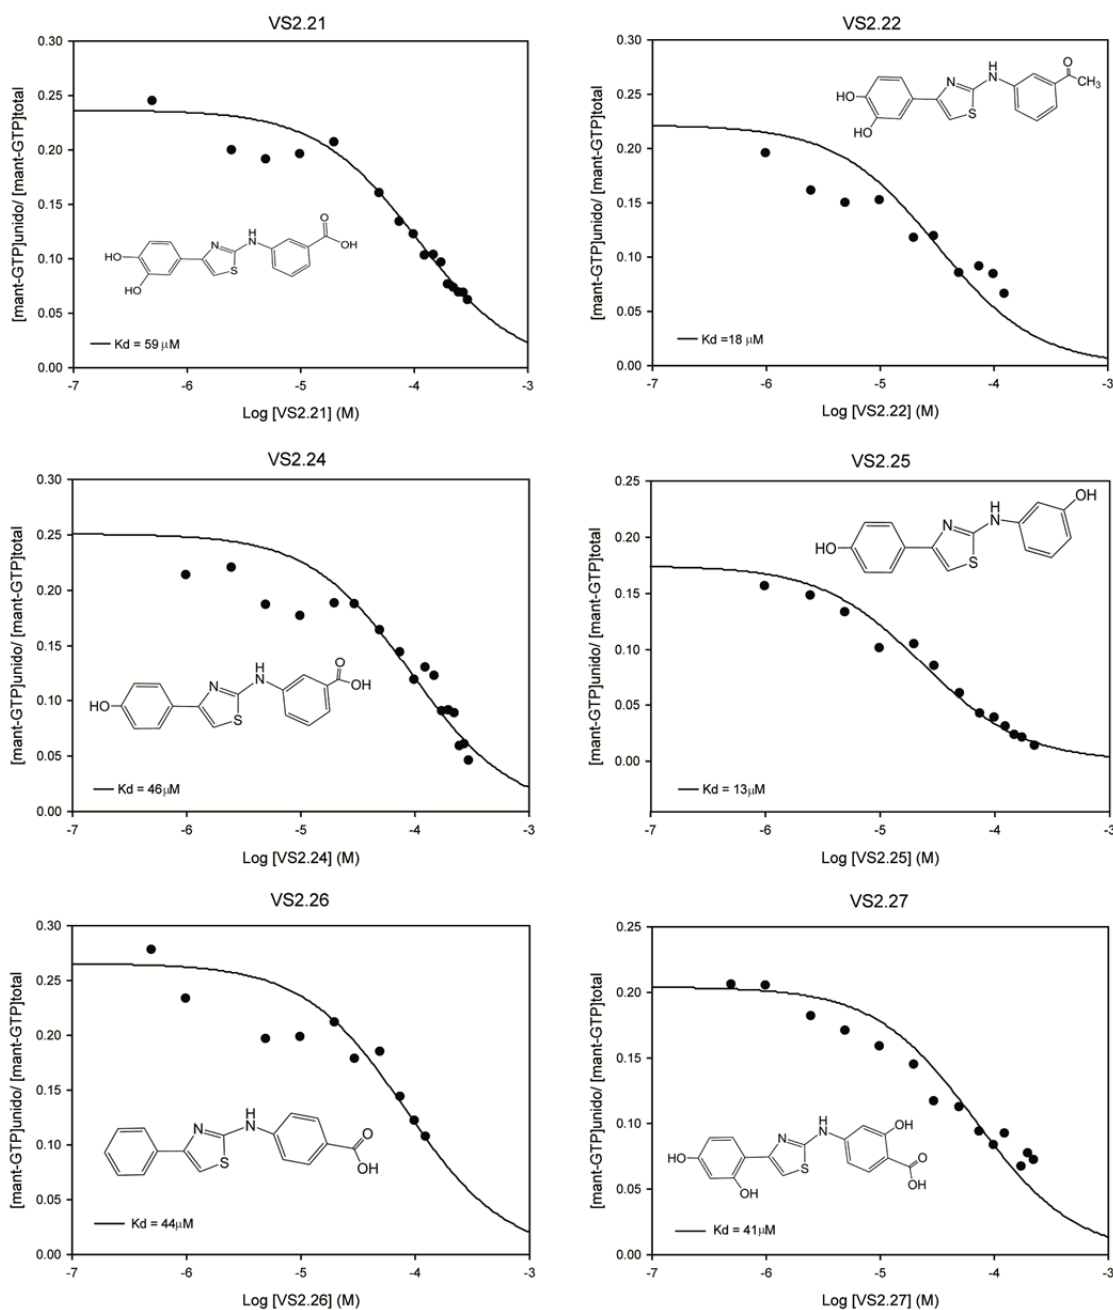 VS2.21
[mant-GTP]unido/ [mant-GTP]total
0.30
0.25
0.20
0.15
0.10
0.05
0.00
N
H
N
S
O
OH
HO
HO
Kd = 59 μM
-7 -6 -5 -4 -3
Log [VS2.21] (M)
VS2.22
[mant-GTP]unido/ [mant-GTP]total
0.30
0.25
0.20
0.15
0.10
0.05
0.00
HO
HO
N
S
H
N
O
CH3
Kd =18 μM
-7 -6 -5 -4 -3
Log [VS2.22] (M)
VS2.24
[mant-GTP]unido/ [mant-GTP]total
0.30
0.25
0.20
0.15
0.10
0.05
0.00
HO
N
S
H
N
O
OH
Kd = 46μM
-7 -6 -5 -4 -3
Log [VS2.24] (M)
VS2.25
[mant-GTP]unido/ [mant-GTP]total
0.25
0.20
0.15
0.10
0.05
0.00
HO
N
S
H
N
OH
Kd = 13μM
-7 -6 -5 -4 -3
Log [VS2.25] (M)
VS2.26
[mant-GTP]unido/ [mant-GTP]total
0.30
0.25
0.20
0.15
0.10
0.05
0.00
N
S
H
N
O
OH
Kd = 44μM
-7 -6 -5 -4 -3
Log [VS2.26] (M)
VS2.27
[mant-GTP]unido/ [mant-GTP]total
0.25
0.20
0.15
0.10
0.05
0.00
HO
OH
N
S
H
N
OH
O
OH
Kd = 41μM
-7 -6 -5 -4 -3
Log [VS2.27] (M)